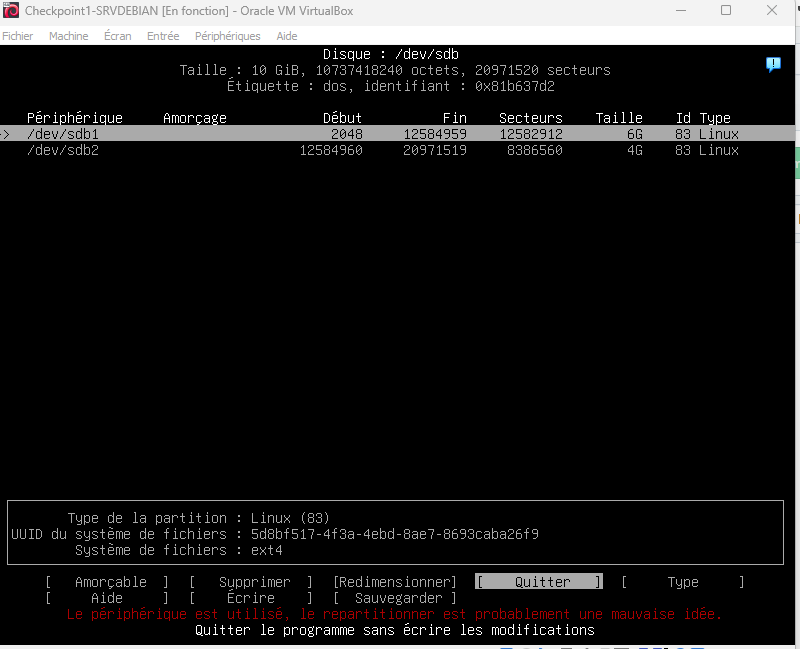 Checkpoint1-SRVDEBIAN [En fonction] - Oracle VM VirtualBox
Fichier Machine Écran Entrée Périphériques Aide
Disque : /dev/sdb
Taille : 10 GiB, 10737418240 octets, 20971520 secteurs
Étiquette : dos, identifiant : 0x81b637d2
Périphérique Amorçage Début Fin Secteurs Taille Id Type
>> /dev/sdb1 2048 12584959 12582912 6G 83 Linux
/dev/sdb2 12584960 20971519 8386560 4G 83 Linux
Type de la partition : Linux (83)
UUID du système de fichiers : 5d8bf517-4f3a-4ebd-8ae7-8693caba26f9
Système de fichiers : ext4
[ Amorçable ] [ Supprimer ] [Redimensionner] [ Quitter ] [ Type ]
[ Aide ] [ Écrire ] [ Sauvegarder ]
Le périphérique est utilisé, le repartitionner est probablement une mauvaise idée.
Quitter le programme sans écrire les modifications